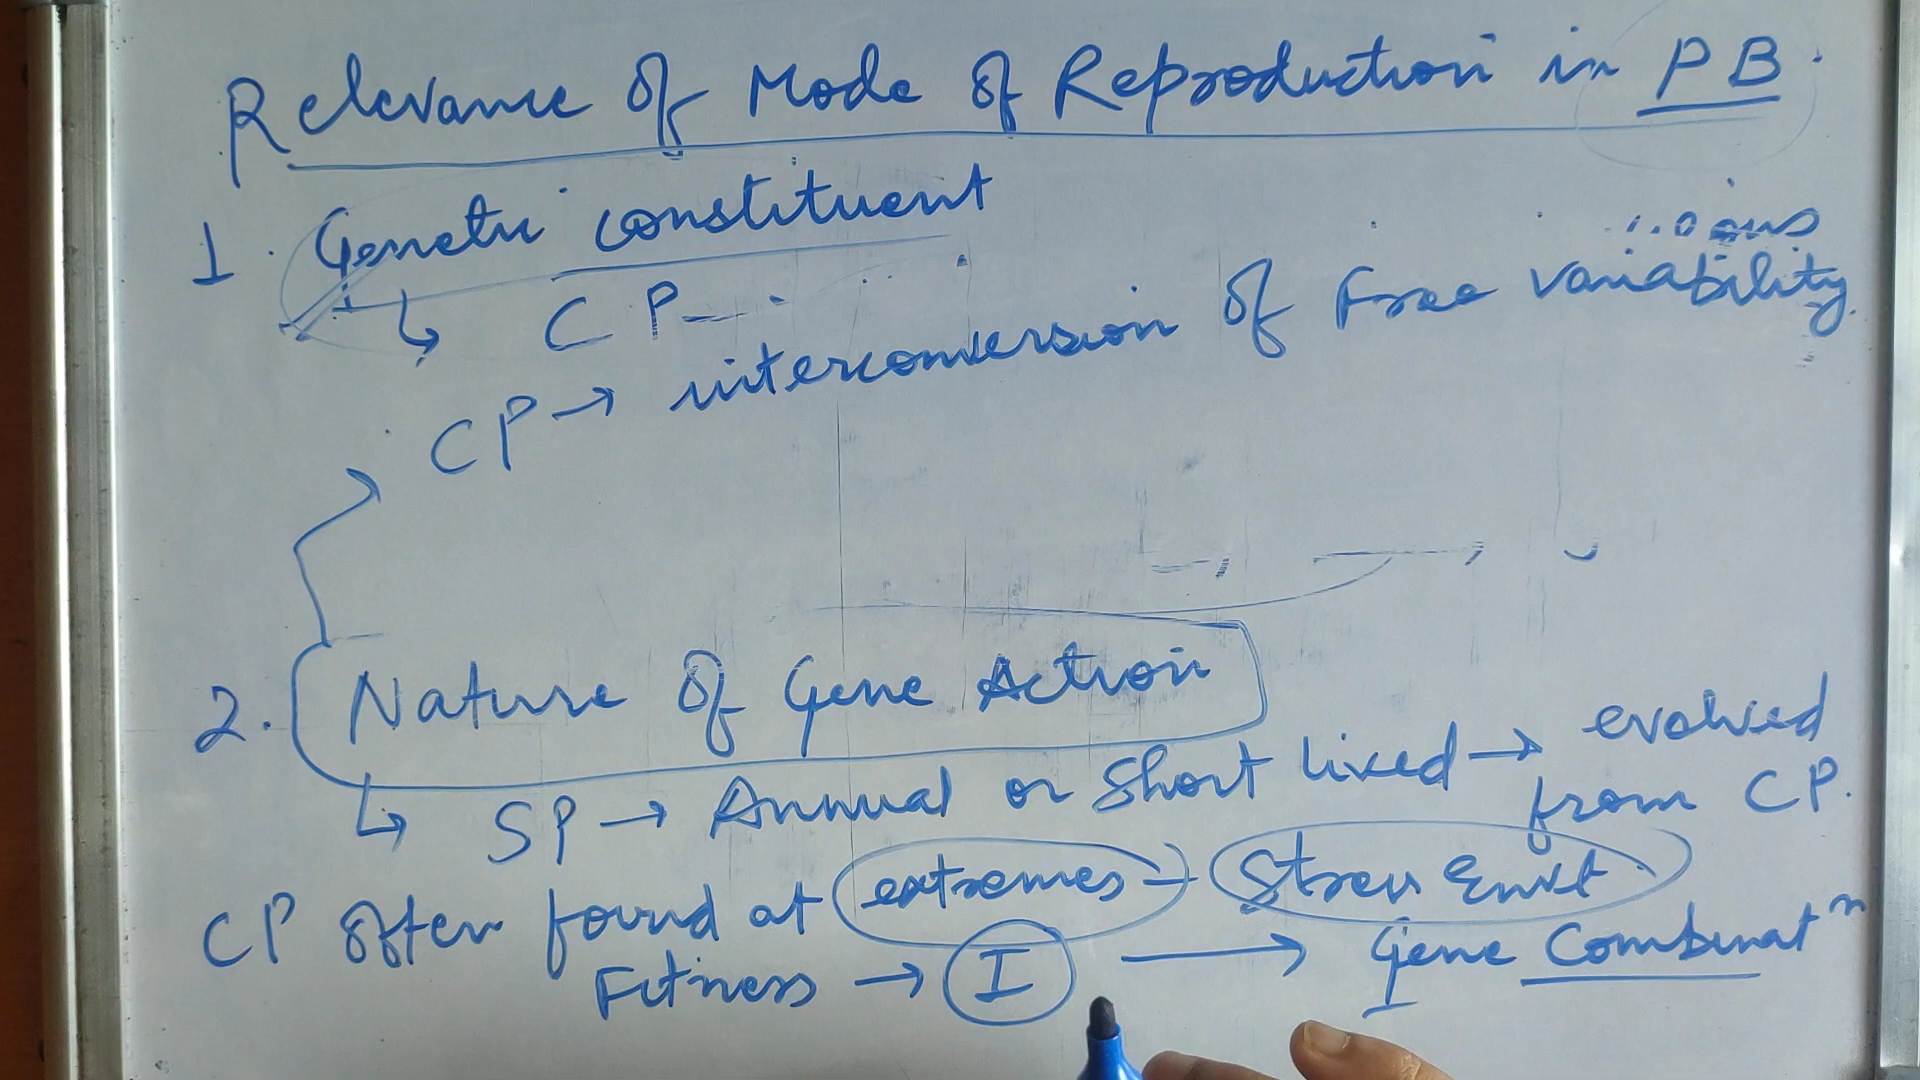 Relevance of Mode of Reproduction in PB.
1. Genetic constituent
CP
CP → interconversion of Free variability.
2. Nature of Gene Action
↳ SP → Annual or Short lived → evolved from CP.
CP often found at extremes → Stress Envt.
Fitness → I → Gene Combinatⁿ